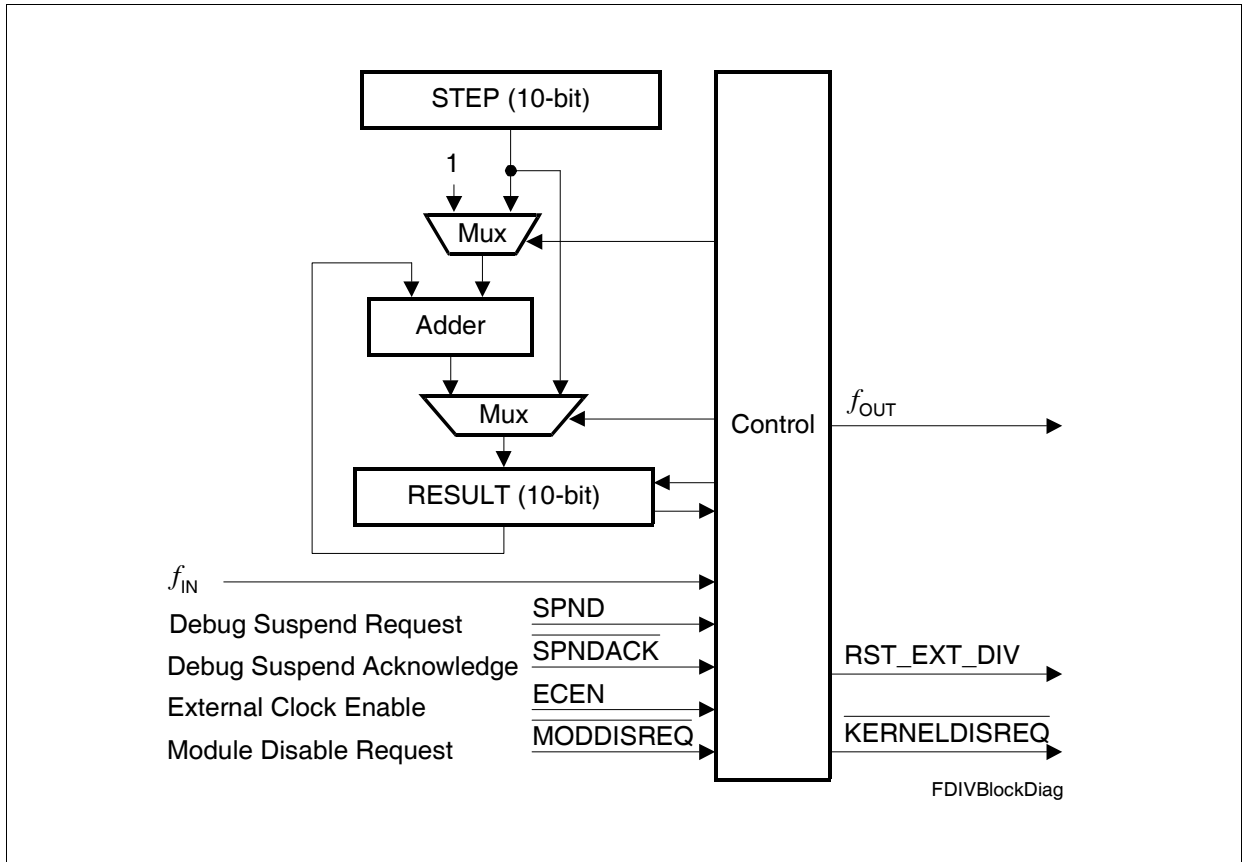 STEP (10-bit)
1
Mux
Adder
Mux
Control
RESULT (10-bit)
fOUT
fIN
Debug Suspend Request SPND
Debug Suspend Acknowledge SPNDACK
RST_EXT_DIV
External Clock Enable ECEN
Module Disable Request MODDISREQ
KERNELDISREQ
FDIVBlockDiag